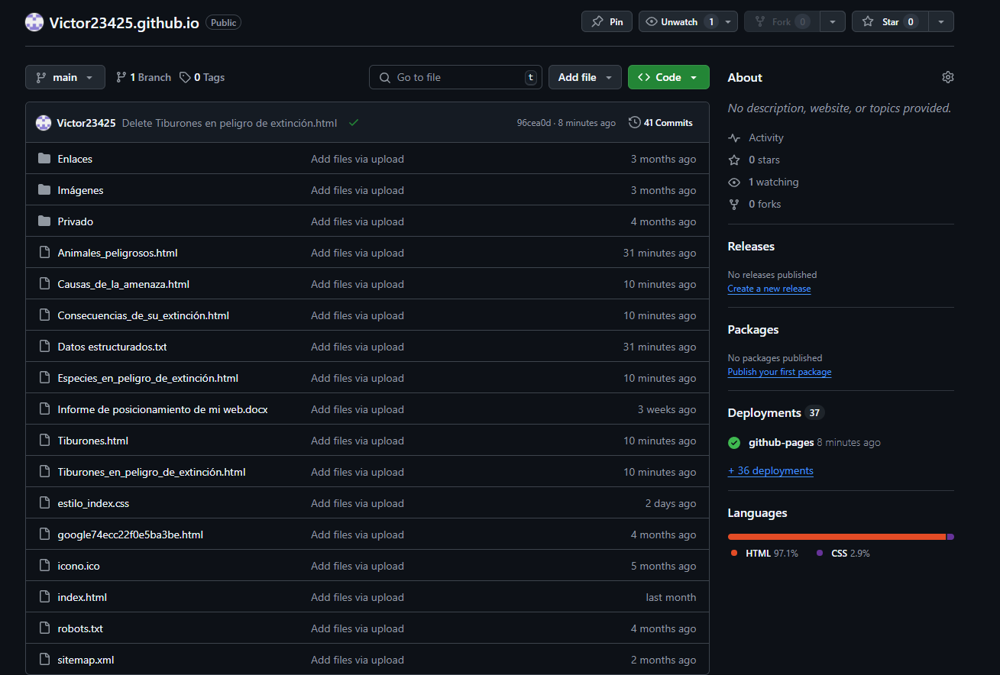 Victor23425.github.io Public Pin Unwatch 1 Fork 0 Star 0
main 1 Branch 0 Tags Go to file t Add file Code
Victor23425 Delete Tiburones en peligro de extinción.html 96cea0d · 8 minutes ago 41 Commits
Enlaces Add files via upload 3 months ago
Imágenes Add files via upload 3 months ago
Privado Add files via upload 4 months ago
Animales_peligrosos.html Add files via upload 31 minutes ago
Causas_de_la_amenaza.html Add files via upload 10 minutes ago
Consecuencias_de_su_extinción.html Add files via upload 10 minutes ago
Datos estructurados.txt Add files via upload 31 minutes ago
Especies_en_peligro_de_extinción.html Add files via upload 10 minutes ago
Informe de posicionamiento de mi web.docx Add files via upload 3 weeks ago
Tiburones.html Add files via upload 10 minutes ago
Tiburones_en_peligro_de_extinción.html Add files via upload 10 minutes ago
estilo_index.css Add files via upload 2 days ago
google74ecc22f0e5ba3be.html Add files via upload 4 months ago
icono.ico Add files via upload 5 months ago
index.html Add files via upload last month
robots.txt Add files via upload 4 months ago
sitemap.xml Add files via upload 2 months ago
About
No description, website, or topics provided.
Activity
0 stars
1 watching
0 forks
Releases
No releases published
Create a new release
Packages
No packages published
Publish your first package
Deployments 37
github-pages 8 minutes ago
+ 36 deployments
Languages
HTML 97.1% CSS 2.9%